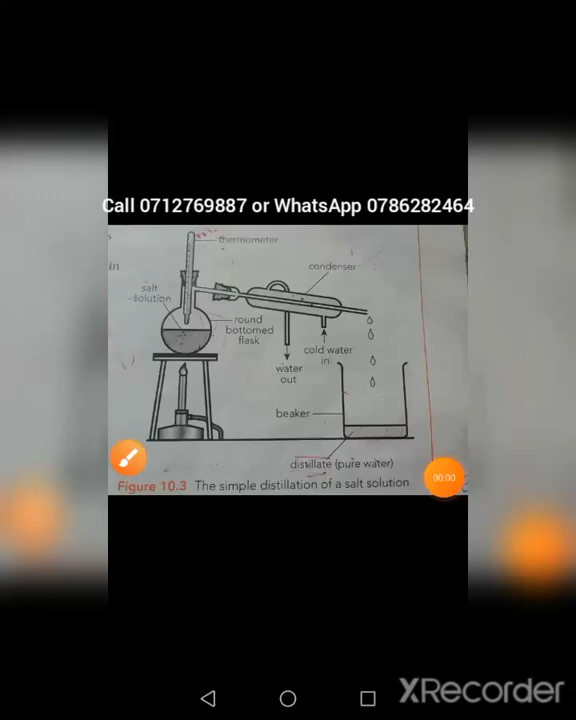 Call 0712769887 or WhatsApp 0786282464
in
thermometer
condenser
salt
solution
round
bottomed
flask
cold water
in
water
out
beaker
distillate (pure water)
00:00
Figure 10.3 The simple distillation of a salt solution
XRecorder